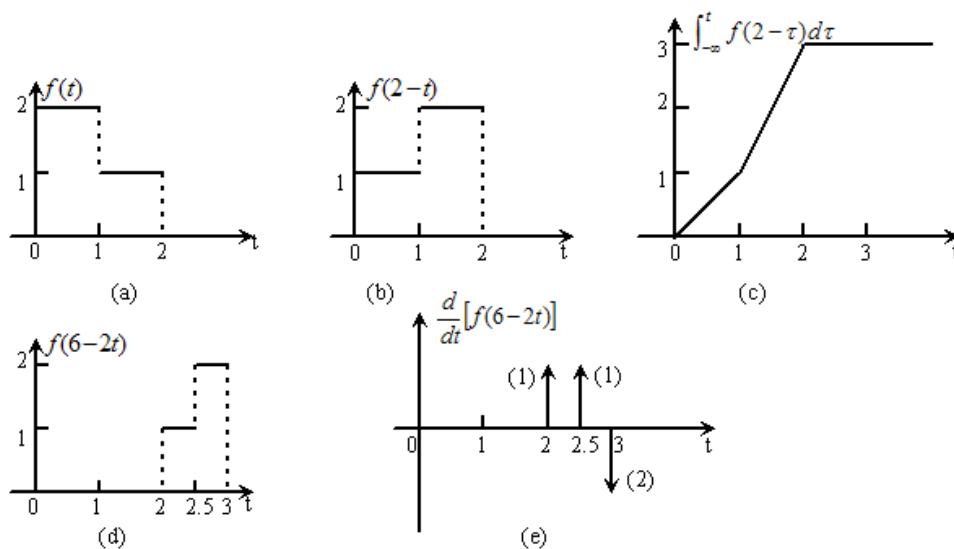 f(t)
2
1
0 1 2 t
(a)
f(2-t)
2
1
0 1 2 t
(b)
∫_{-∞}^{t} f(2-τ)dτ
3
2
1
0 1 2 3 t
(c)
f(6-2t)
2
1
0 1 2 2.5 3 t
(d)
d/dt [f(6-2t)]
(1) (1)
0 1 2 2.5 3 t
(2)
(e)